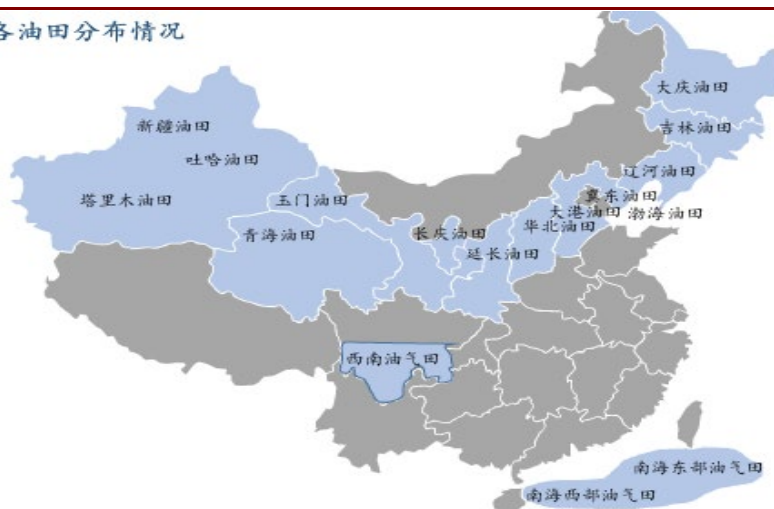 各油田分布情况
大庆油田
新疆油田
吉林油田
吐哈油田
辽河油田
塔里木油田
玉门油田
冀东油田
大港油田
渤海油田
青海油田
长庆油田
华北油田
延长油田
西南油气田
南海东部油气田
南海西部油气田